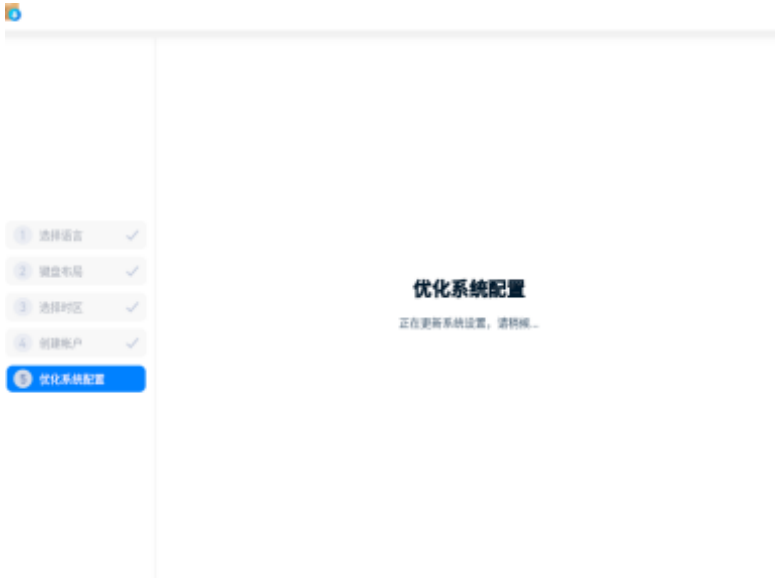 1 选择语言
2 键盘布局
3 选择时区
4 创建帐户
5 优化系统配置
优化系统配置
正在更新系统设置，请稍候...